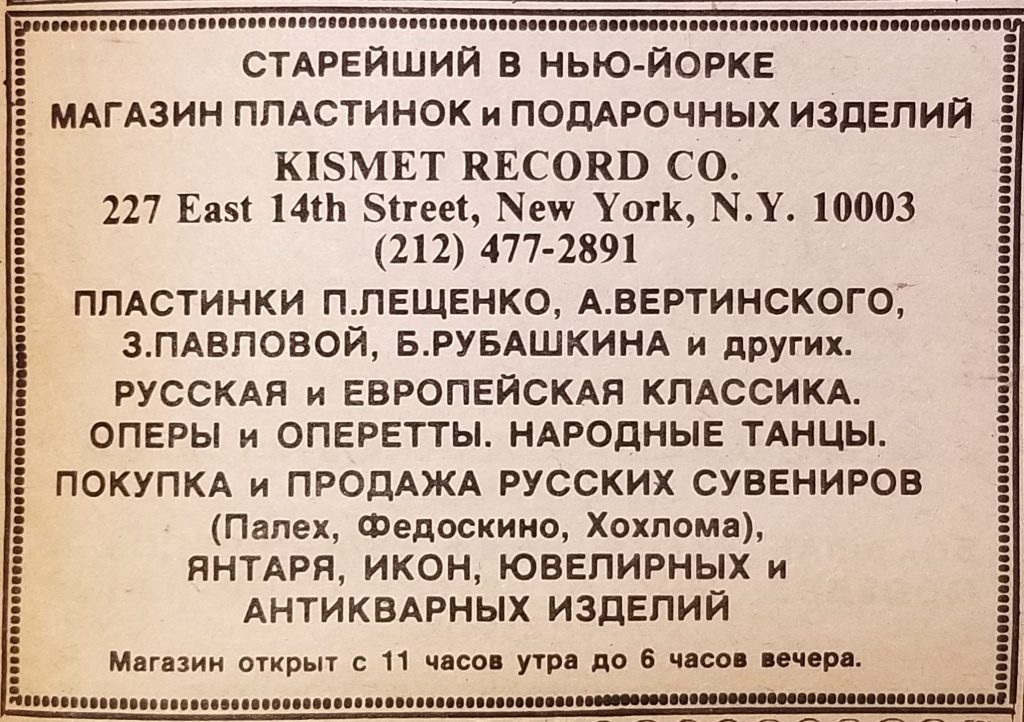 СТАРЕЙШИЙ В НЬЮ-ЙОРКЕ
МАГАЗИН ПЛАСТИНОК и ПОДАРОЧНЫХ ИЗДЕЛИЙ
KISMET RECORD CO.
227 East 14th Street, New York, N.Y. 10003
(212) 477-2891
ПЛАСТИНКИ П.ЛЕЩЕНКО, А.ВЕРТИНСКОГО,
З.ПАВЛОВОЙ, Б.РУБАШКИНА и других.
РУССКАЯ и ЕВРОПЕЙСКАЯ КЛАССИКА.
ОПЕРЫ и ОПЕРЕТТЫ. НАРОДНЫЕ ТАНЦЫ.
ПОКУПКА и ПРОДАЖА РУССКИХ СУВЕНИРОВ
(Палех, Федоскино, Хохлома),
ЯНТАРЯ, ИКОН, ЮВЕЛИРНЫХ и
АНТИКВАРНЫХ ИЗДЕЛИЙ
Магазин открыт с 11 часов утра до 6 часов вечера.